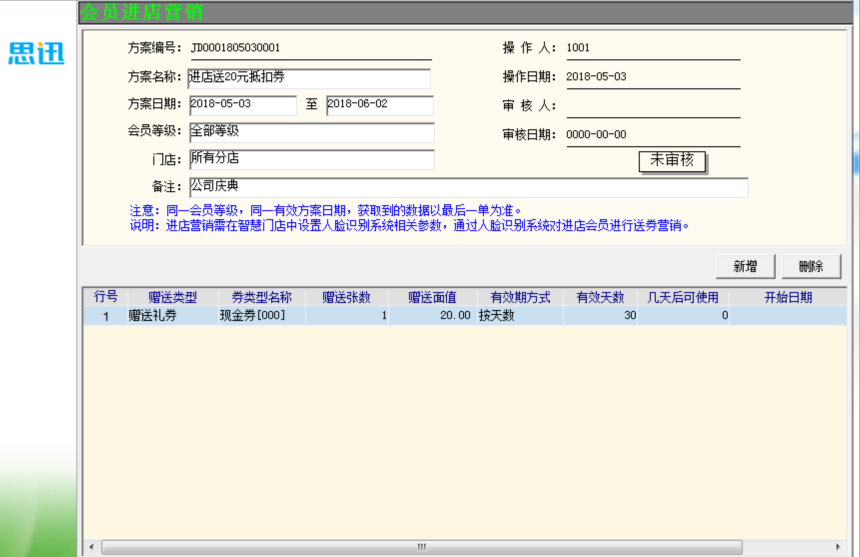 会员进店营销
思迅
方案编号: JD0001805030001 操 作 人: 1001
方案名称: 进店送20元抵扣券 操作日期: 2018-05-03
方案日期: 2018-05-03 至 2018-06-02 审 核 人:
会员等级: 全部等级 审核日期: 0000-00-00
门店: 所有分店 未审核
备注: 公司庆典
注意: 同一会员等级, 同一有效方案日期, 获取到的数据以最后一单为准。
说明: 进店营销需在智慧门店中设置人脸识别系统相关参数, 通过人脸识别系统对进店会员进行送券营销。
新增 删除
行号 赠送类型 券类型名称 赠送张数 赠送面值 有效期方式 有效天数 几天后可使用 开始日期
1 赠送礼券 现金券[000] 1 20.00 按天数 30 0